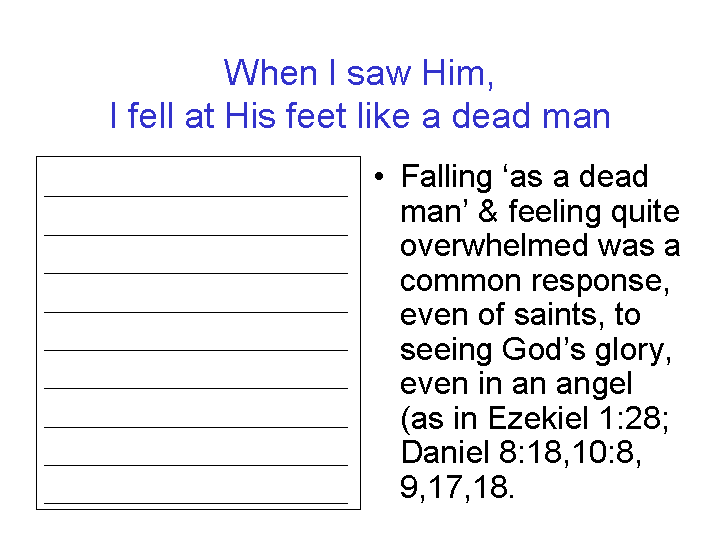 When I saw Him,
I fell at His feet like a dead man
• Falling ‘as a dead
man’ & feeling quite
overwhelmed was a
common response,
even of saints, to
seeing God’s glory,
even in an angel
(as in Ezekiel 1:28;
Daniel 8:18,10:8,
9,17,18.